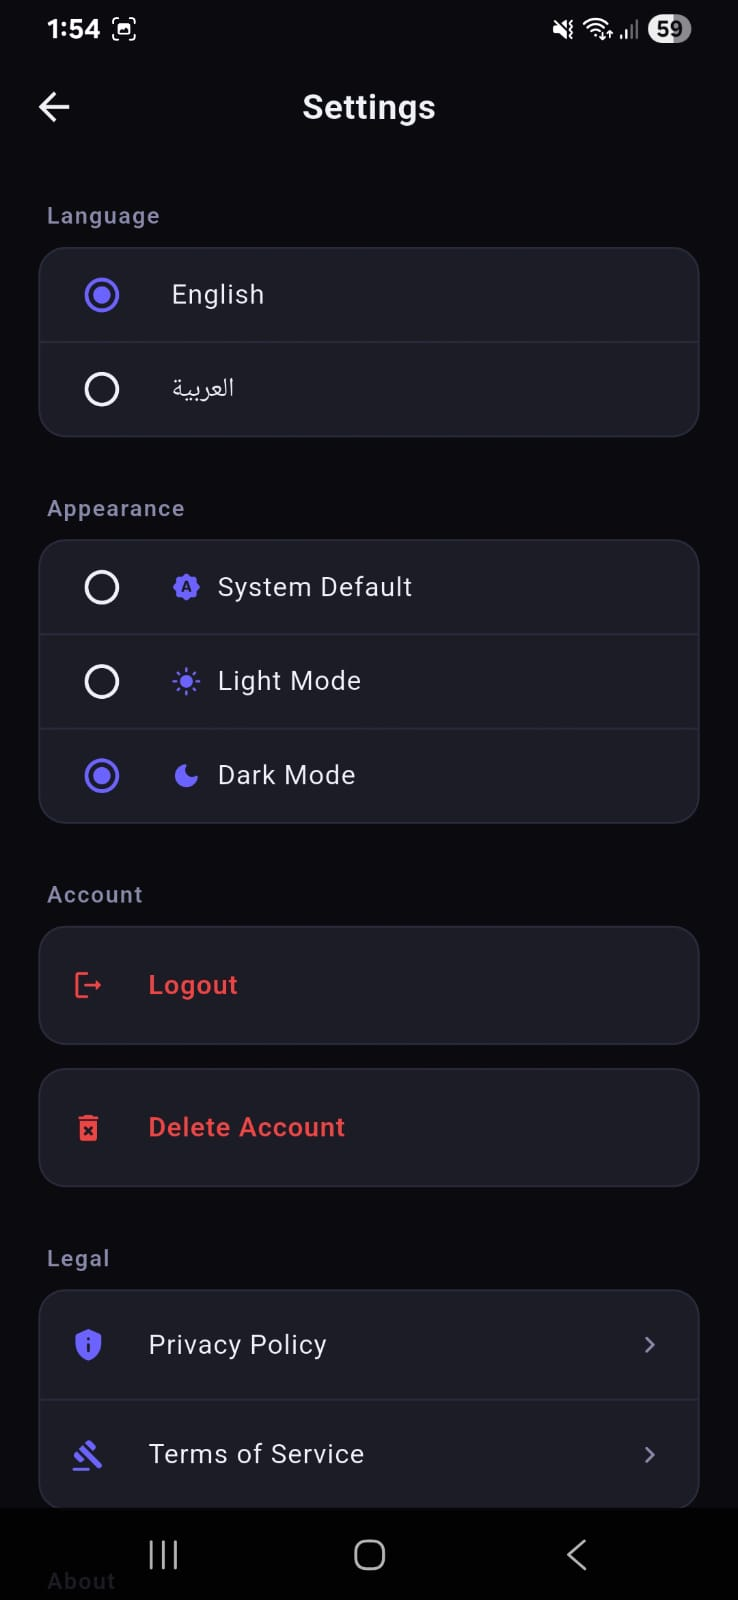 1:54
59
Settings
Language
English
العربية
Appearance
A System Default
Light Mode
Dark Mode
Account
Logout
Delete Account
Legal
Privacy Policy
Terms of Service
About